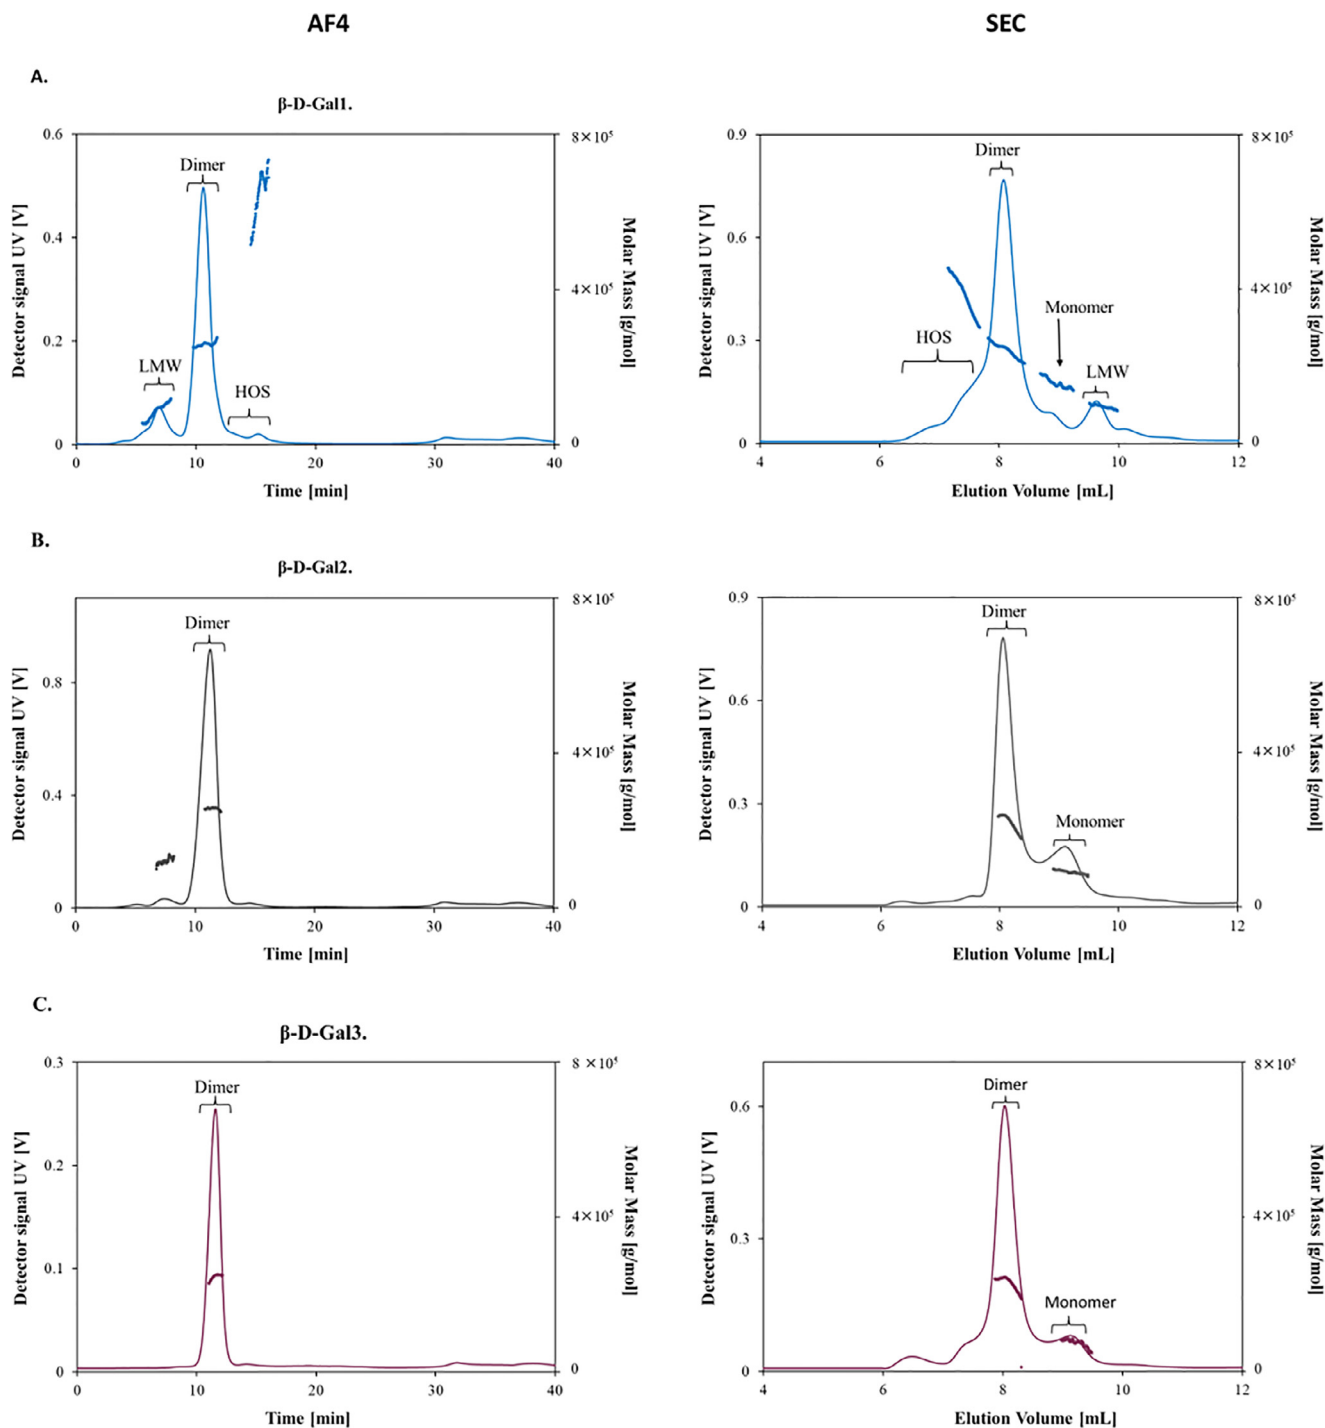 AF4
SEC
A.
β-D-Gal1.
0.6
0.4
0.2
0
0
10
20
30
40
8×10⁵
4×10⁵
0
Detector signal UV [V]
Molar Mass [g/mol]
Time [min]
Dimer
LMW
HOS
0.9
0.6
0.3
0
4
6
8
10
12
8×10⁵
4×10⁵
0
Detector signal UV [V]
Molar Mass [g/mol]
Elution Volume [mL]
Dimer
HOS
Monomer
LMW
B.
β-D-Gal2.
0.8
0.4
0
0
10
20
30
40
8×10⁵
4×10⁵
0
Detector signal UV [V]
Molar Mass [g/mol]
Time [min]
Dimer
0.9
0.6
0.3
0
4
6
8
10
12
8×10⁵
4×10⁵
0
Detector signal UV [V]
Molar Mass [g/mol]
Elution Volume [mL]
Dimer
Monomer
C.
β-D-Gal3.
0.3
0.2
0.1
0
0
10
20
30
40
8×10⁵
4×10⁵
0
Detector signal UV [V]
Molar Mass [g/mol]
Time [min]
Dimer
0.6
0.3
0
4
6
8
10
12
8×10⁵
4×10⁵
0
Detector signal UV [V]
Molar Mass [g/mol]
Elution Volume [mL]
Dimer
Monomer